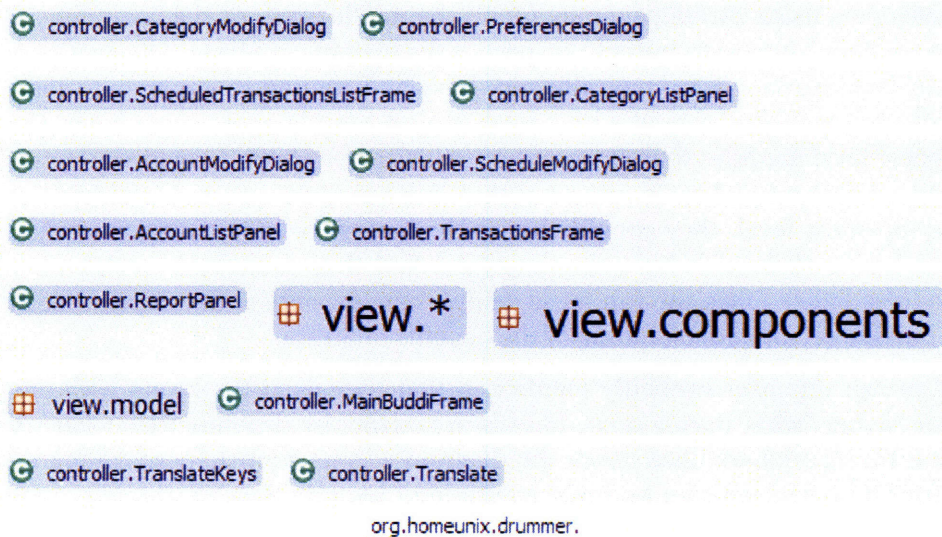 controller.CategoryModifyDialog controller.PreferencesDialog
controller.ScheduledTransactionsListFrame controller.CategoryListPanel
controller.AccountModifyDialog controller.ScheduleModifyDialog
controller.AccountListPanel controller.TransactionsFrame
controller.ReportPanel view.* view.components
view.model controller.MainBuddiFrame
controller.TranslateKeys controller.Translate
org.homeunix.drummer.